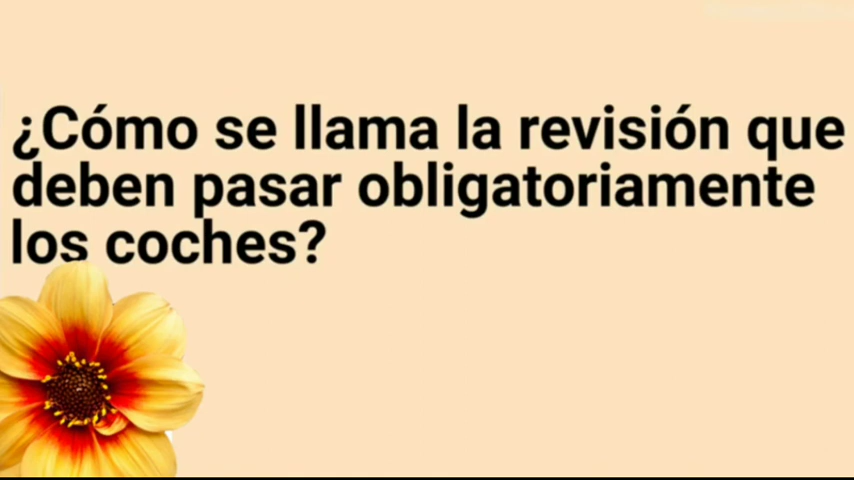 ¿Cómo se llama la revisión que
deben pasar obligatoriamente
los coches?